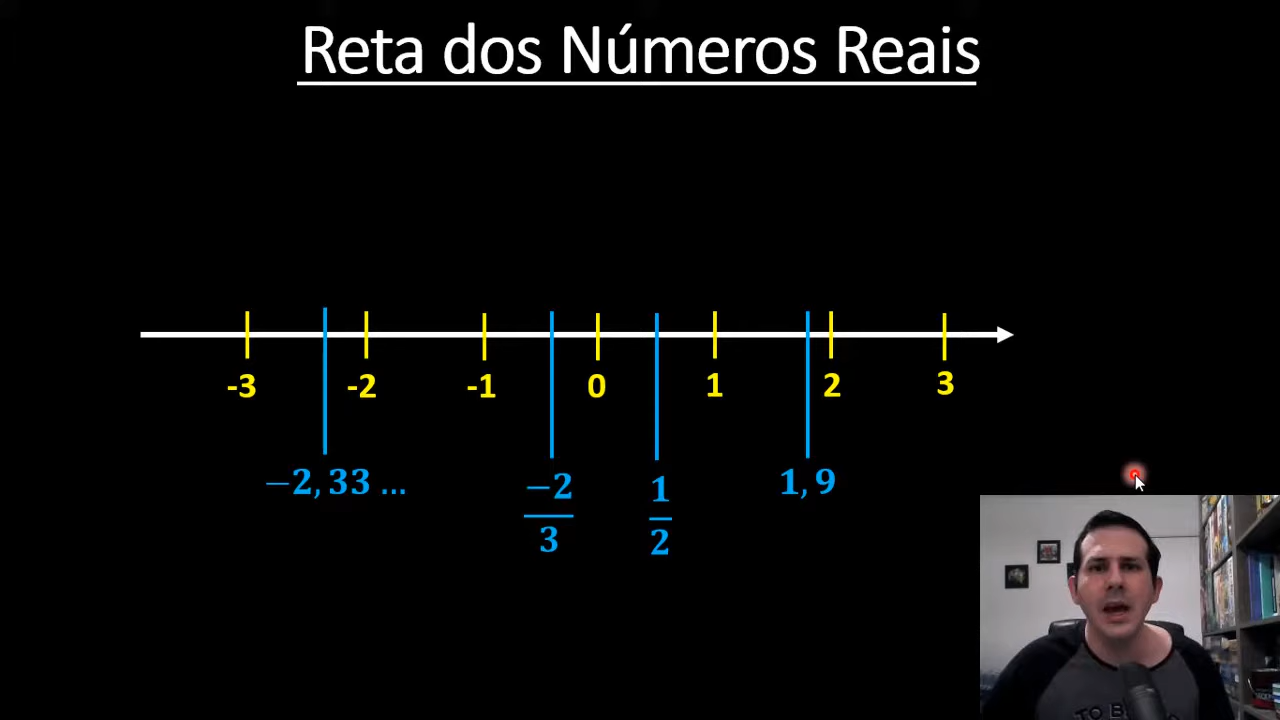 Reta dos Números Reais
-3 -2 -1 0 1 2 3
−2,33 ... −2/3 1/2 1,9
TO B